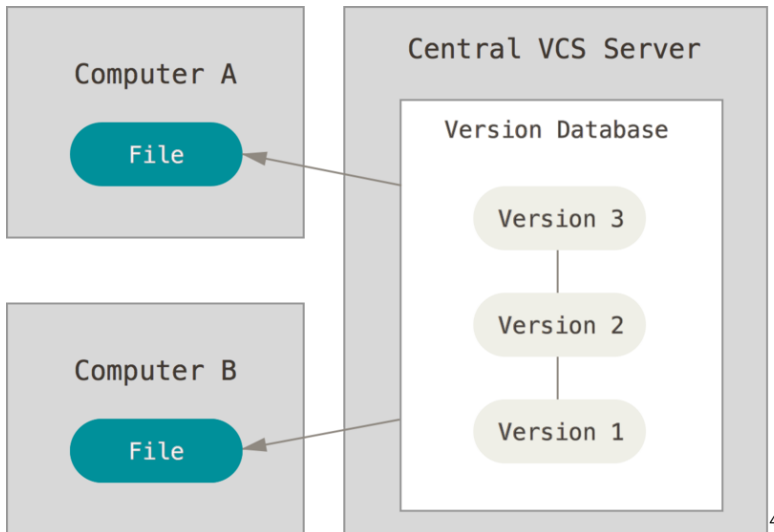 Computer A
File
Central VCS Server
Version Database
Version 3
Version 2
Version 1
Computer B
File